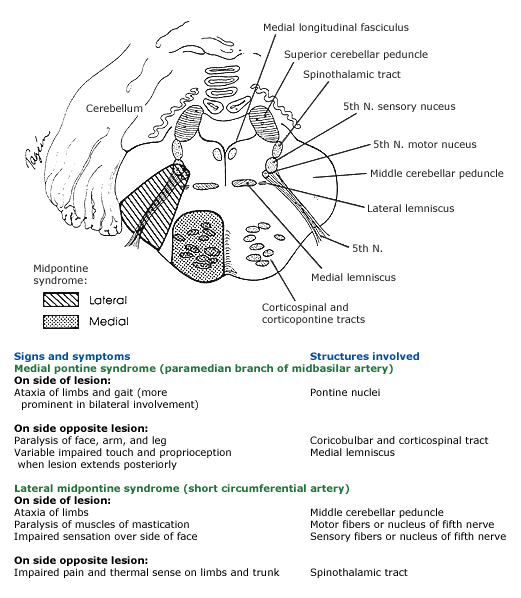 Medial longitudinal fasciculus
Superior cerebellar peduncle
Spinothalamic tract
Cerebellum
5th N. sensory nuceus
5th N. motor nuceus
Middle cerebellar peduncle
Lateral lemniscus
5th N.
Medial lemniscus
Corticospinal and
corticopontine tracts
Midpontine
syndrome:
Lateral
Medial
Signs and symptoms Structures involved
Medial pontine syndrome (paramedian branch of midbasilar artery)
On side of lesion:
Ataxia of limbs and gait (more Pontine nuclei
prominent in bilateral involvement)
On side opposite lesion:
Paralysis of face, arm, and leg Coricobulbar and corticospinal tract
Variable impaired touch and proprioception Medial lemniscus
when lesion extends posteriorly
Lateral midpontine syndrome (short circumferential artery)
On side of lesion:
Ataxia of limbs Middle cerebellar peduncle
Paralysis of muscles of mastication Motor fibers or nucleus of fifth nerve
Impaired sensation over side of face Sensory fibers or nucleus of fifth nerve
On side opposite lesion:
Impaired pain and thermal sense on limbs and trunk Spinothalamic tract